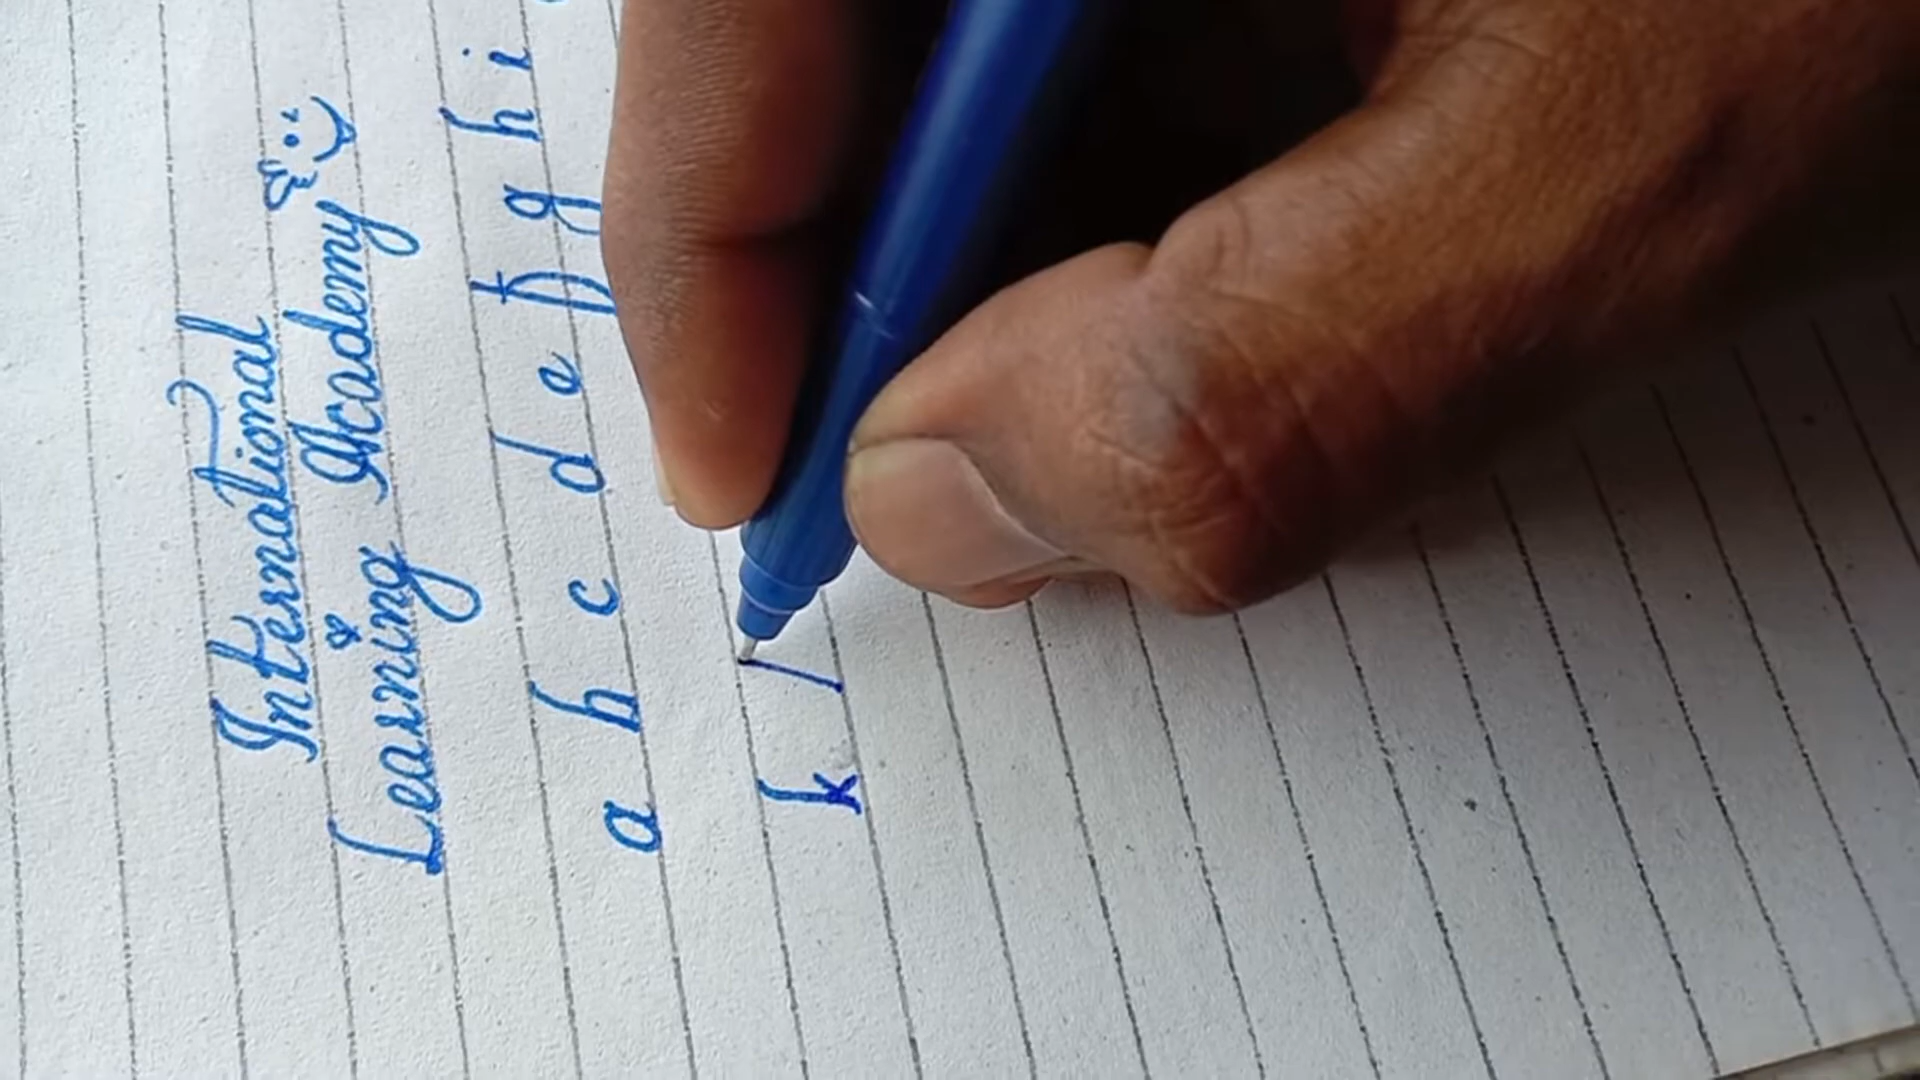 International
Learning Academy
a b c d e f g h i
k l